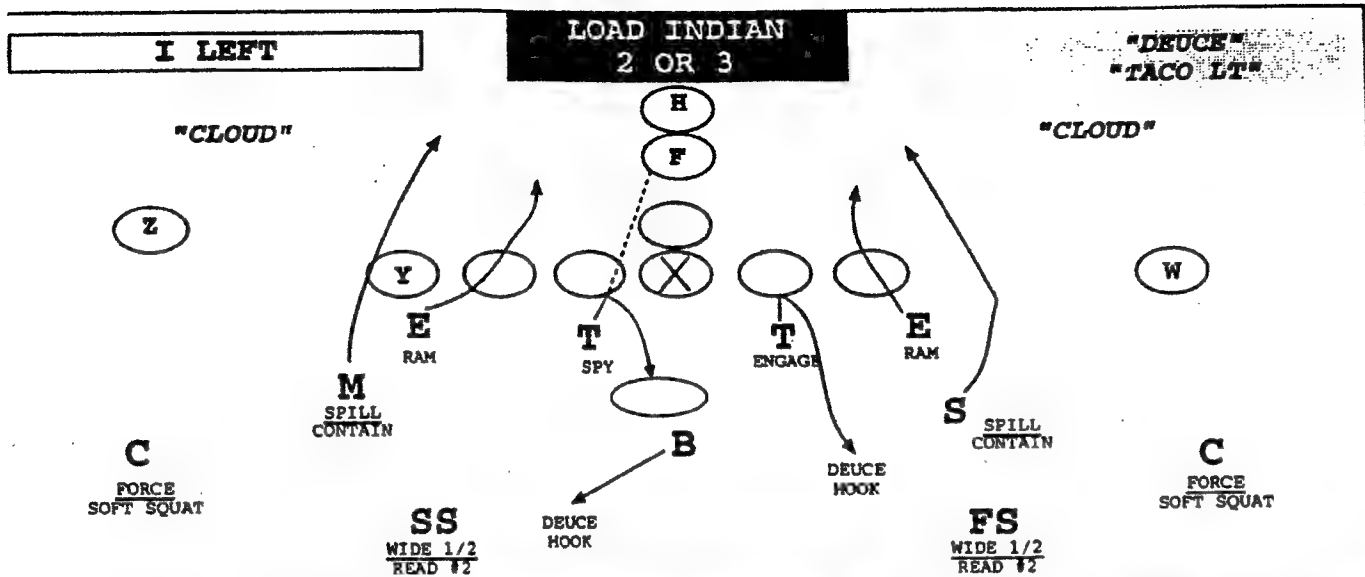 I LEFT
LOAD INDIAN
2 OR 3
"DEUCE"
"TACO LT"
"CLOUD"
"CLOUD"
H
F
Z
Y
X
W
E
RAM
T
SPY
T
ENGAGE
E
RAM
M
SPILL
CONTAIN
S
SPILL
CONTAIN
B
C
FORCE
SOFT SQUAT
DEUCE
HOOK
C
FORCE
SOFT SQUAT
SS
WIDE 1/2
READ #2
DEUCE
HOOK
FS
WIDE 1/2
READ #2